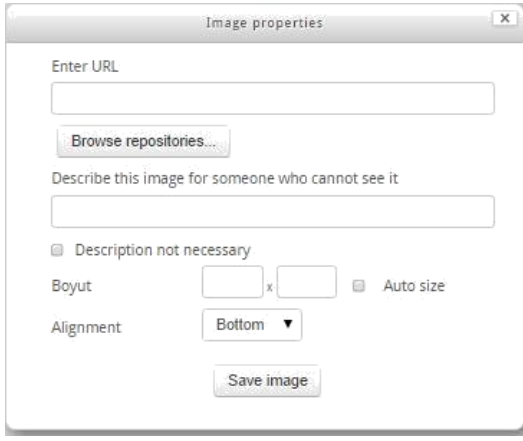 Image properties
x
Enter URL
Browse repositories...
Describe this image for someone who cannot see it
Description not necessary
Boyut x Auto size
Alignment Bottom ▼
Save image